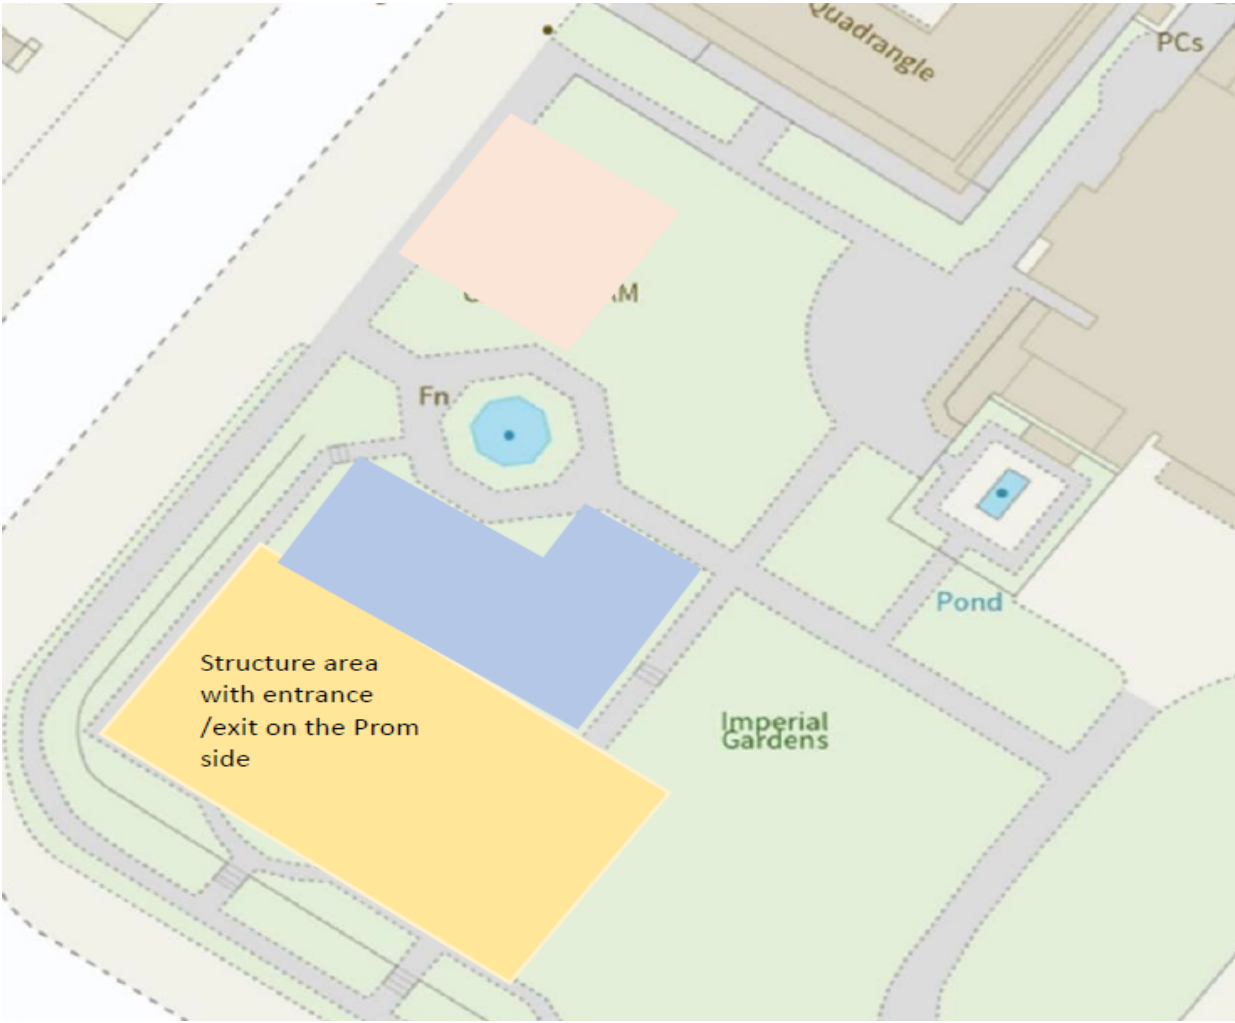 Quadrangle
PCs
Fn
Pond
Structure area
with entrance
/exit on the Prom
side
Imperial
Gardens